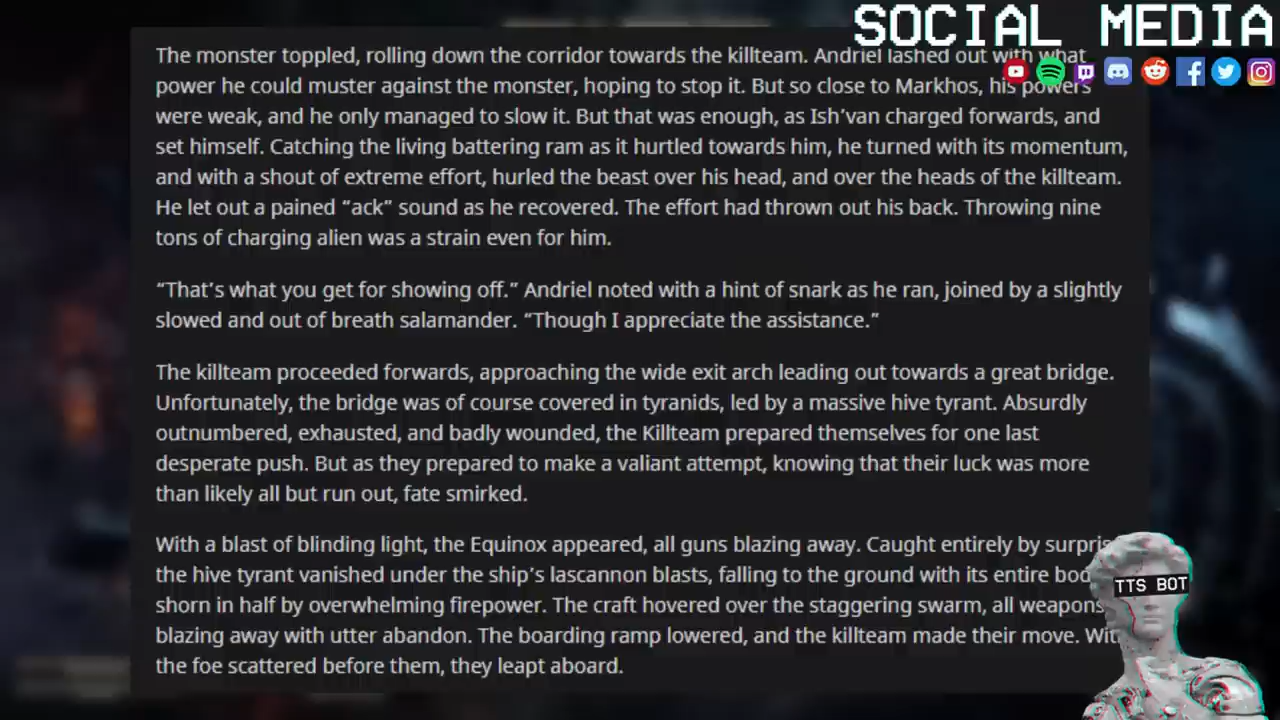 SOCIAL MEDIA
The monster toppled, rolling down the corridor towards the killteam. Andriel lashed out with what
power he could muster against the monster, hoping to stop it. But so close to Markhos, his powers
were weak, and he only managed to slow it. But that was enough, as Ish’van charged forwards, and
set himself. Catching the living battering ram as it hurtled towards him, he turned with its momentum,
and with a shout of extreme effort, hurled the beast over his head, and over the heads of the killteam.
He let out a pained “ack” sound as he recovered. The effort had thrown out his back. Throwing nine
tons of charging alien was a strain even for him.
“That’s what you get for showing off.” Andriel noted with a hint of snark as he ran, joined by a slightly
slowed and out of breath salamander. “Though I appreciate the assistance.”
The killteam proceeded forwards, approaching the wide exit arch leading out towards a great bridge.
Unfortunately, the bridge was of course covered in tyranids, led by a massive hive tyrant. Absurdly
outnumbered, exhausted, and badly wounded, the Killteam prepared themselves for one last
desperate push. But as they prepared to make a valiant attempt, knowing that their luck was more
than likely all but run out, fate smirked.
With a blast of blinding light, the Equinox appeared, all guns blazing away. Caught entirely by surpris
the hive tyrant vanished under the ship’s lascannon blasts, falling to the ground with its entire bod
shorn in half by overwhelming firepower. The craft hovered over the staggering swarm, all weapons
blazing away with utter abandon. The boarding ramp lowered, and the killteam made their move. Wit
the foe scattered before them, they leapt aboard.
TTS BOT